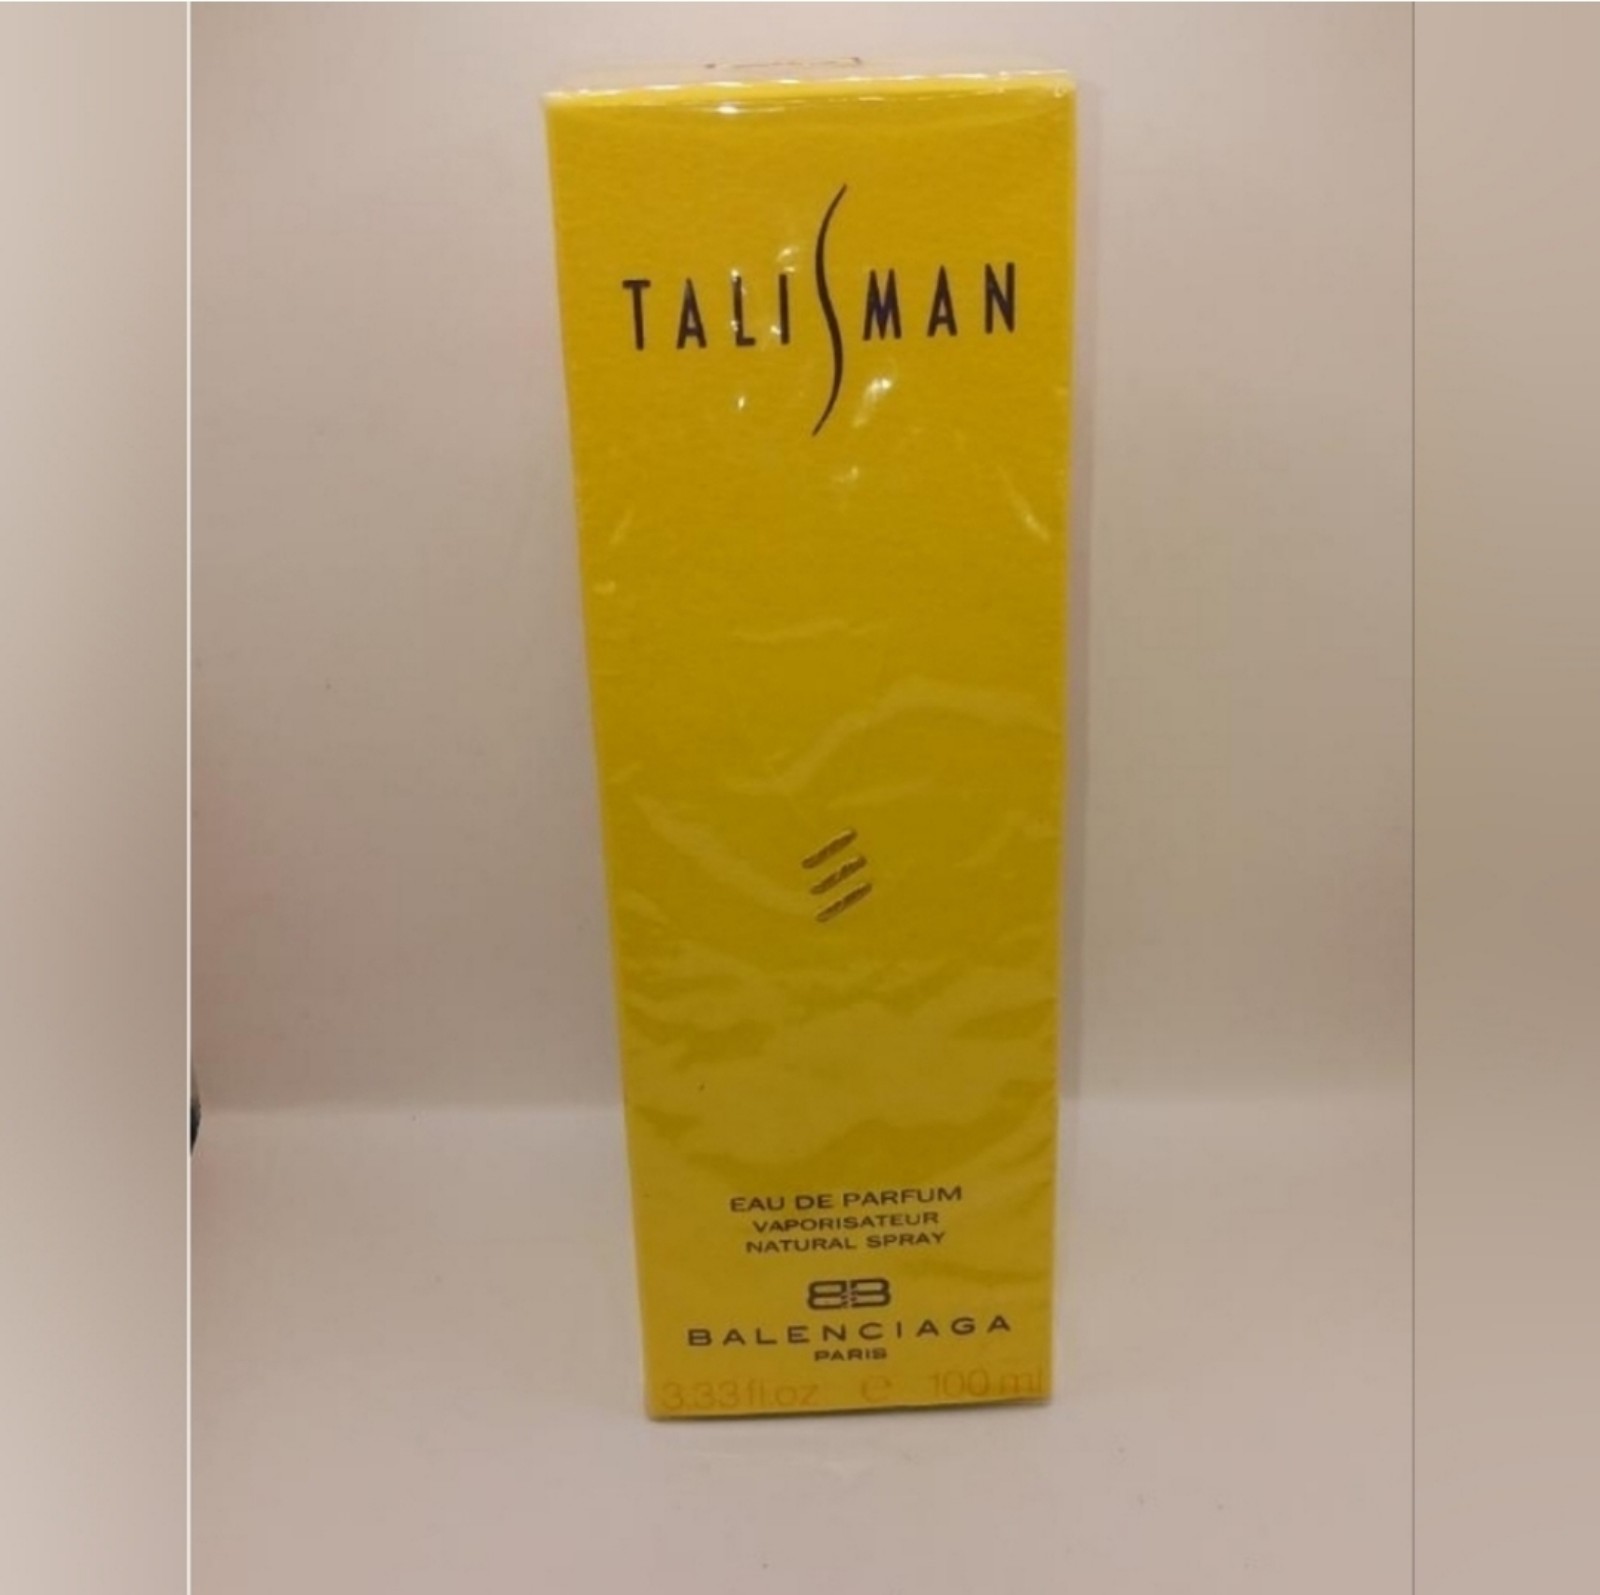 TALISMAN
EAU DE PARFUM
VAPORISATEUR
NATURAL SPRAY
BB
BALENCIAGA
PARIS
3.33 fl.oz e 100 ml